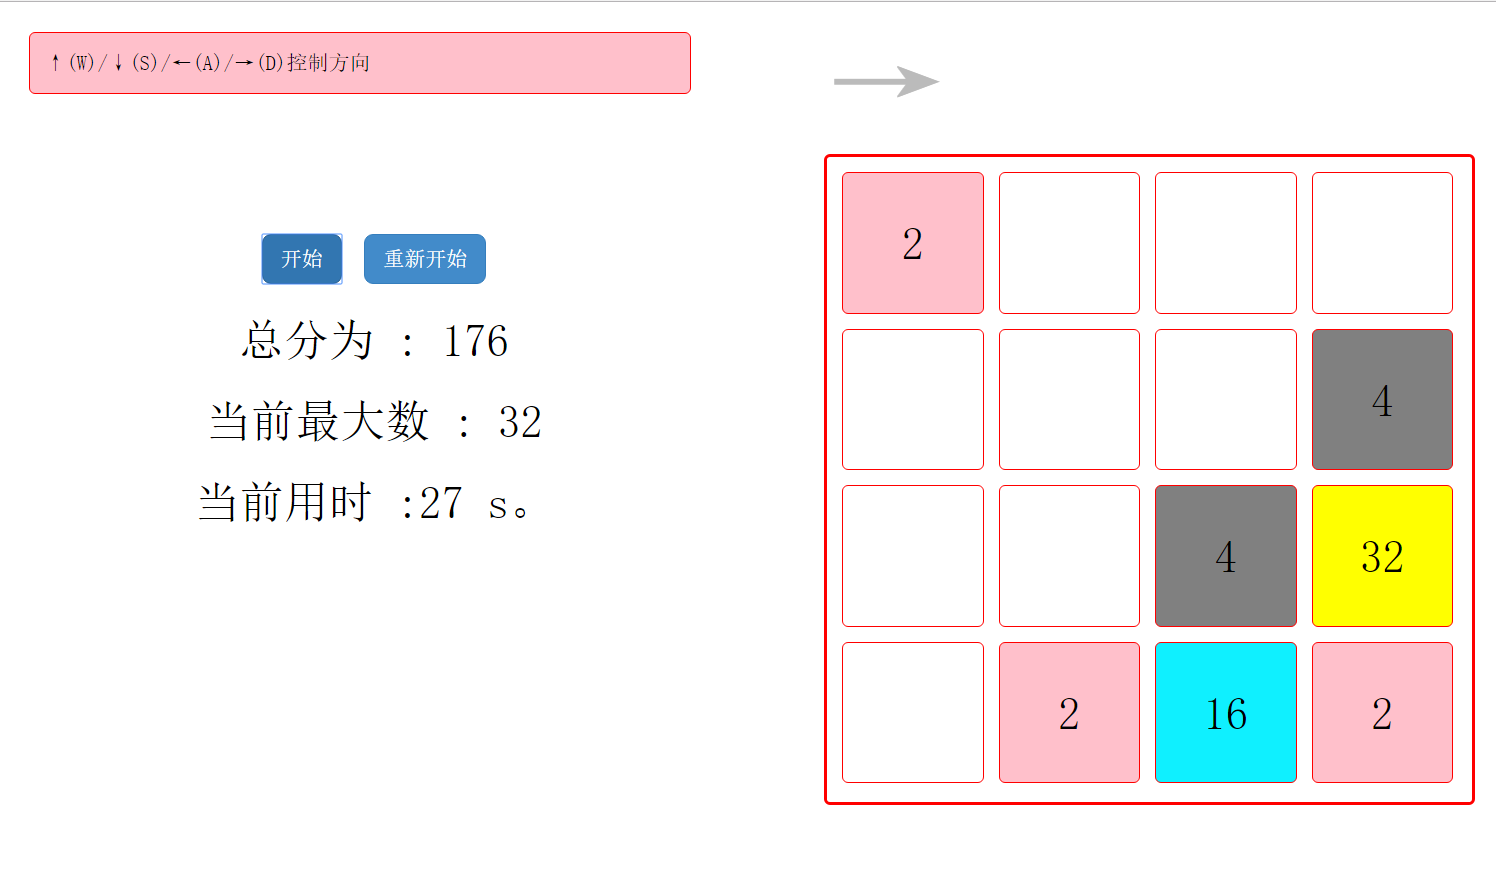 ↑(W)/↓(S)/←(A)/→(D)控制方向
开始 重新开始
总分为 : 176
当前最大数 : 32
当前用时 :27 s。
2
4
4 32
2 16 2